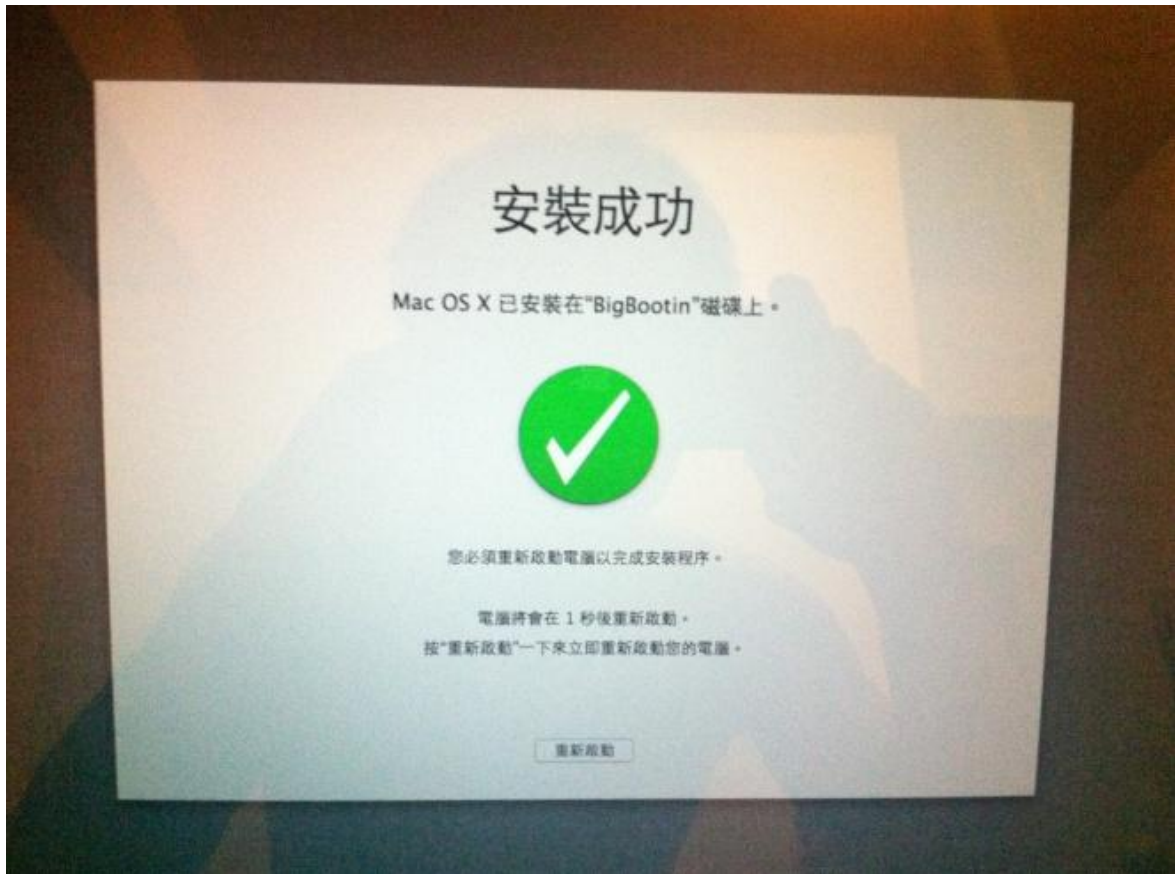 安裝成功
Mac OS X 已安裝在"BigBootin"磁碟上。
您必須重新啟動電腦以完成安裝程序。
電腦將會在 1 秒後重新啟動。
按"重新啟動"一下來立即重新啟動您的電腦。
重新啟動